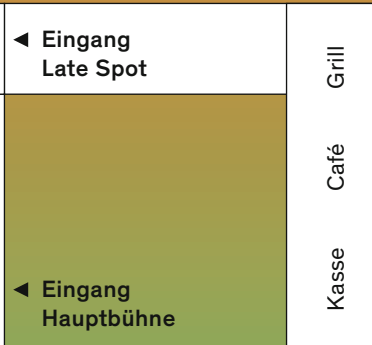 ◄ Eingang
Late Spot
Grill
Café
◄ Eingang
Hauptbühne
Kasse